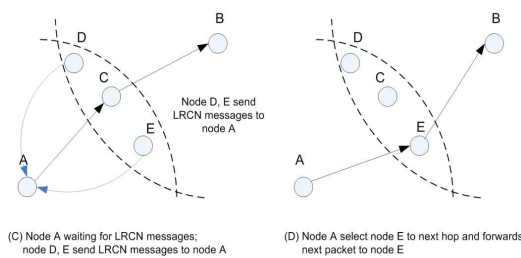 B
D
C
Node D, E send
LRCN messages to
node A
E
A
(C) Node A waiting for LRCN messages;
node D, E send LRCN messages to node A
B
D
C
E
A
(D) Node A select node E to next hop and forwards
next packet to node E